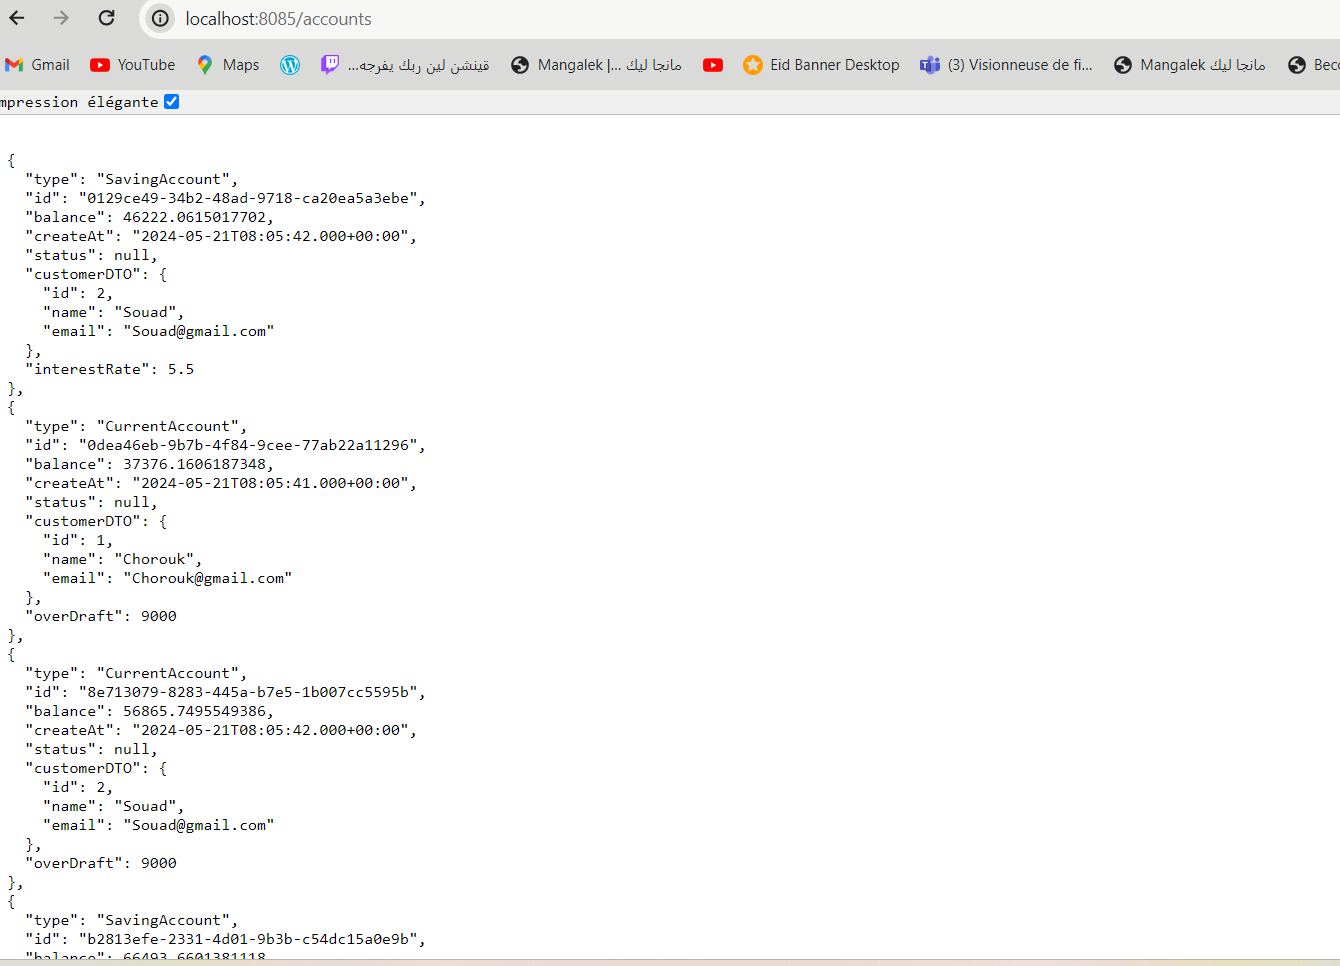 localhost:8085/accounts
Gmail YouTube Maps قينشن لين ربك يفرجه... Mangalek |... مانجا ليك Eid Banner Desktop (3) Visionneuse de fi... Mangalek مانجا ليك Becc
mpression élégante
{
"type": "SavingAccount",
"id": "0129ce49-34b2-48ad-9718-ca20ea5a3ebe",
"balance": 46222.0615017702,
"createAt": "2024-05-21T08:05:42.000+00:00",
"status": null,
"customerDTO": {
"id": 2,
"name": "Souad",
"email": "Souad@gmail.com"
},
"interestRate": 5.5
},
{
"type": "CurrentAccount",
"id": "0dea46eb-9b7b-4f84-9cee-77ab22a11296",
"balance": 37376.1606187348,
"createAt": "2024-05-21T08:05:41.000+00:00",
"status": null,
"customerDTO": {
"id": 1,
"name": "Chorouk",
"email": "Chorouk@gmail.com"
},
"overDraft": 9000
},
{
"type": "CurrentAccount",
"id": "8e713079-8283-445a-b7e5-1b007cc5595b",
"balance": 56865.7495549386,
"createAt": "2024-05-21T08:05:42.000+00:00",
"status": null,
"customerDTO": {
"id": 2,
"name": "Souad",
"email": "Souad@gmail.com"
},
"overDraft": 9000
},
{
"type": "SavingAccount",
"id": "b2813efe-2331-4d01-9b3b-c54dc15a0e9b",
"balance": 66493.6601381118